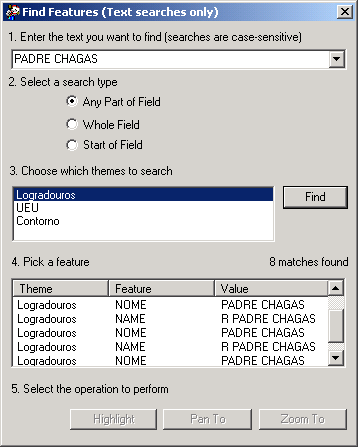 Find Features (Text searches only)
1. Enter the text you want to find (searches are case-sensitive)
PADRE CHAGAS
2. Select a search type
Any Part of Field
Whole Field
Start of Field
3. Choose which themes to search
Logradouros
UEU
Contorno
Find
4. Pick a feature 8 matches found
Theme Feature Value
Logradouros NOME PADRE CHAGAS
Logradouros NAME R PADRE CHAGAS
Logradouros NOME PADRE CHAGAS
Logradouros NAME R PADRE CHAGAS
Logradouros NOME PADRE CHAGAS
5. Select the operation to perform
Highlight Pan To Zoom To